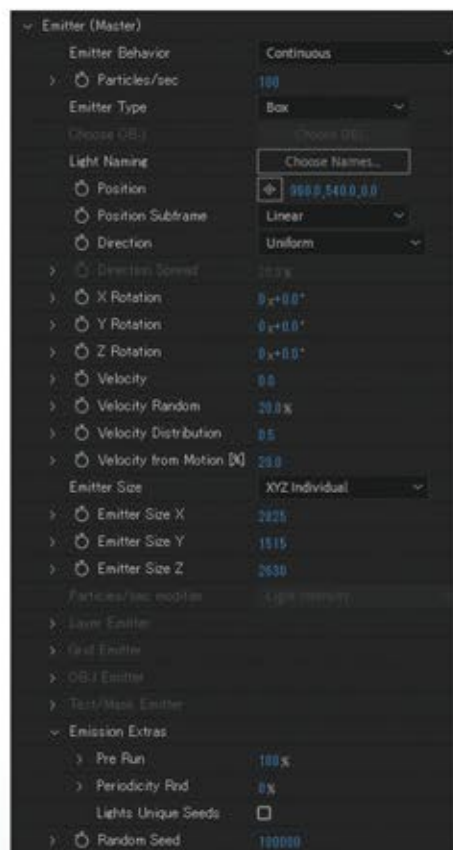 Emitter (Master)
Emitter Behavior Continuous
Particles/sec 100
Emitter Type Box
Choose OBJ Choose OBJ...
Light Naming Choose Names...
Position 960.0,540.0,0.0
Position Subframe Linear
Direction Uniform
Direction Spread 20.0%
X Rotation 0x+0.0°
Y Rotation 0x+0.0°
Z Rotation 0x+0.0°
Velocity 0.0
Velocity Random 20.0%
Velocity Distribution 0.5
Velocity from Motion [%] 20.0
Emitter Size XYZ Individual
Emitter Size X 2025
Emitter Size Y 1515
Emitter Size Z 2630
Particles/sec modifier Light Intensity
Layer Emitter
Grid Emitter
OBJ Emitter
Text/Mask Emitter
Emission Extras
Pre Run 100%
Periodicity Rnd 0%
Lights Unique Seeds
Random Seed 100000